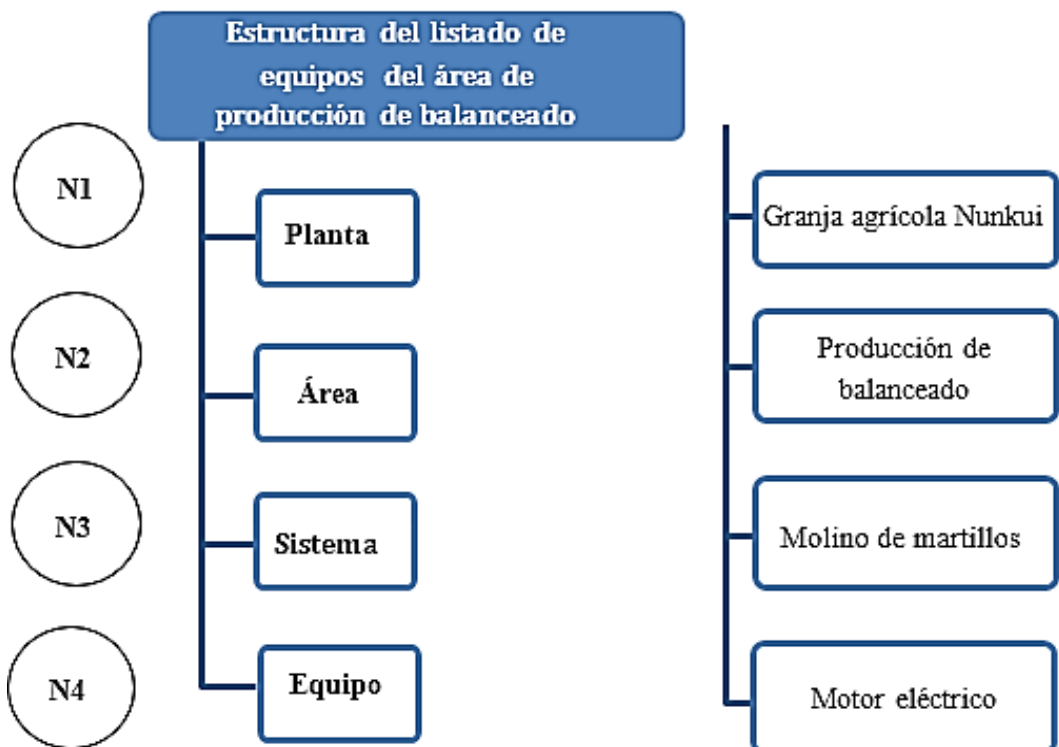 Estructura del listado de
equipos del área de
producción de balanceado
N1
Planta
Granja agrícola Nunkui
N2
Área
Producción de
balanceado
N3
Sistema
Molino de martillos
N4
Equipo
Motor eléctrico